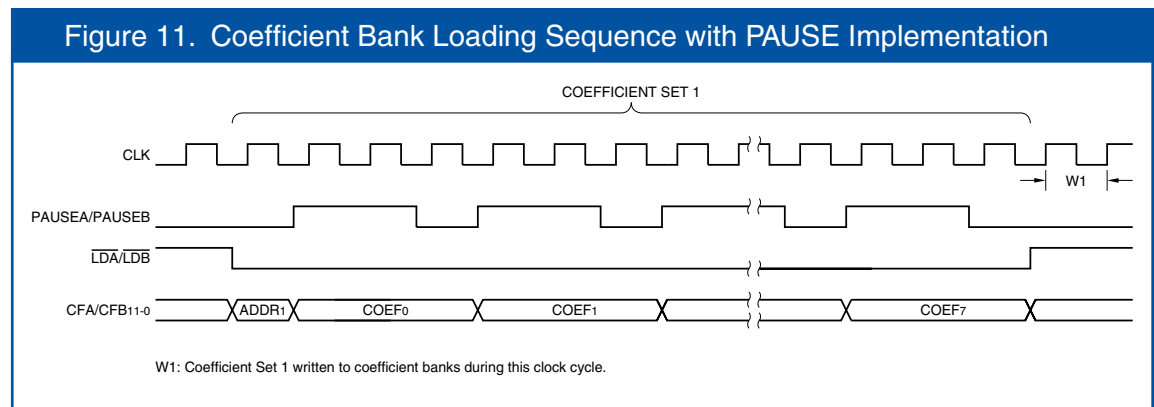 Figure 11. Coefficient Bank Loading Sequence with PAUSE Implementation
COEFFICIENT SET 1
CLK
W1
PAUSEA/PAUSEB
LDA/LDB
CFA/CFB11-0
ADDR1
COEF0
COEF1
COEF7
W1: Coefficient Set 1 written to coefficient banks during this clock cycle.